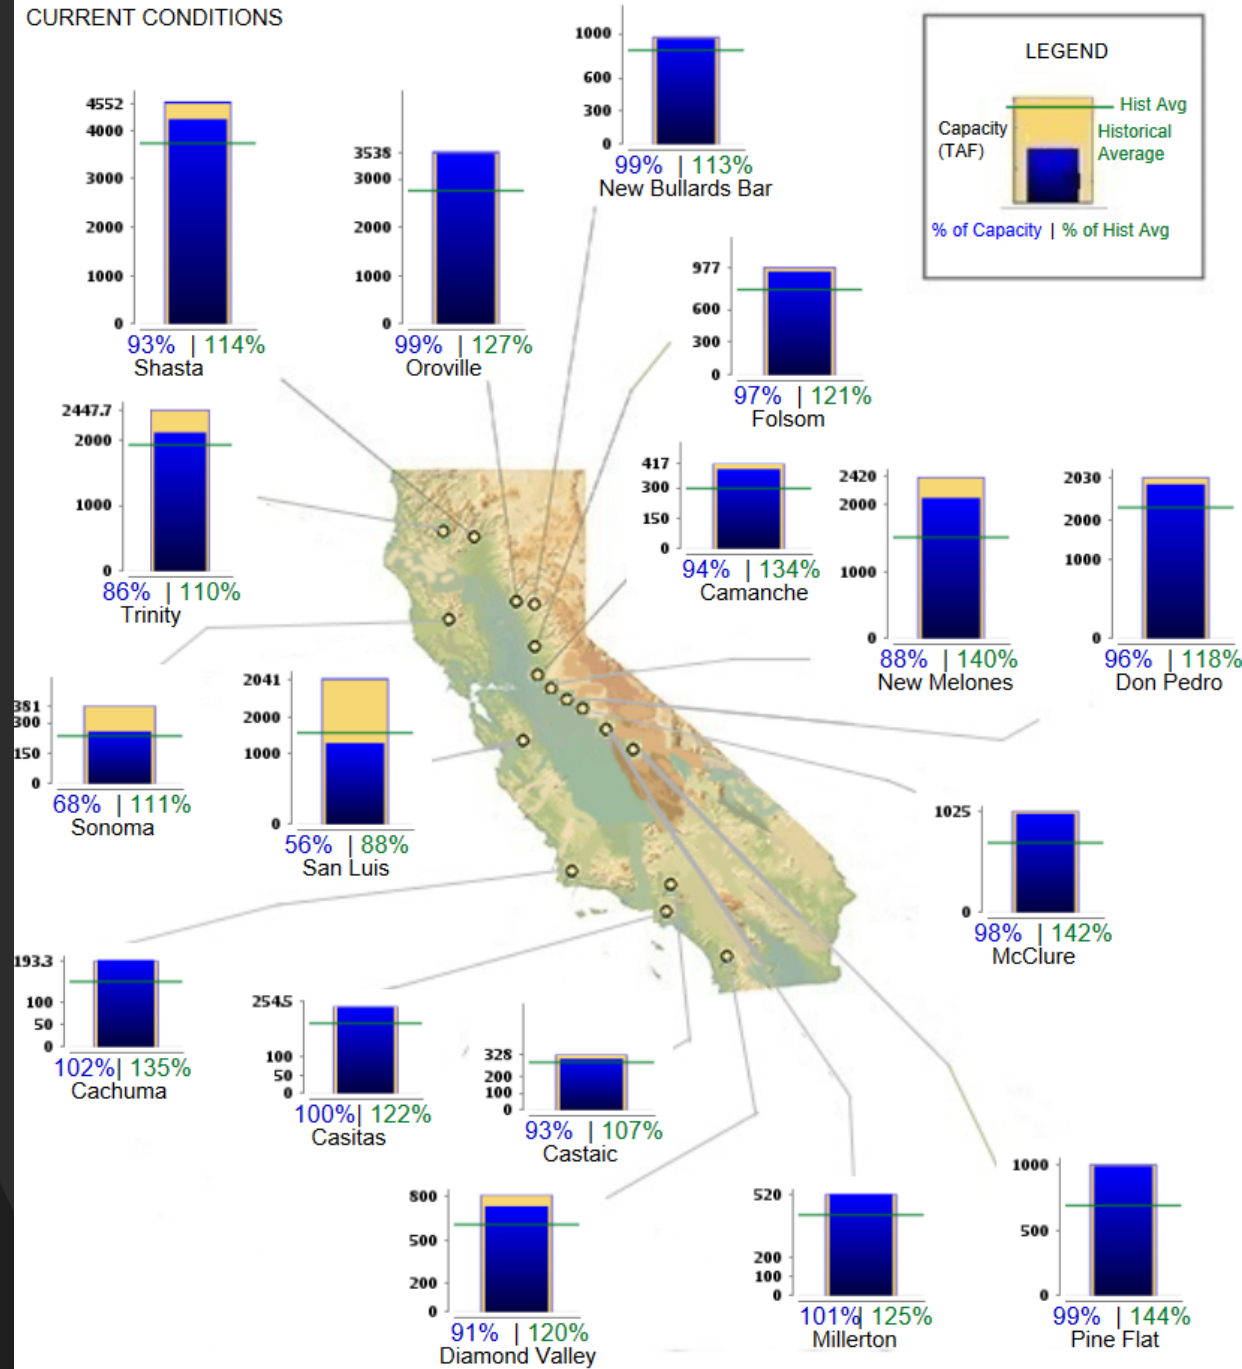 CURRENT CONDITIONS
LEGEND
Hist Avg
Capacity
(TAF)
Historical
Average
% of Capacity | % of Hist Avg
1000
600
300
0
99% | 113%
New Bullards Bar
4552
4000
3000
2000
1000
0
93% | 114%
Shasta
3538
3000
2000
1000
0
99% | 127%
Oroville
977
600
300
0
97% | 121%
Folsom
2447.7
2000
1000
0
86% | 110%
Trinity
417
300
150
0
94% | 134%
Camanche
2420
2000
1000
0
88% | 140%
New Melones
2030
2000
1000
0
96% | 118%
Don Pedro
381
300
150
0
68% | 111%
Sonoma
2041
2000
1000
0
56% | 88%
San Luis
1025
0
98% | 142%
McClure
193.3
100
50
0
102% | 135%
Cachuma
254.5
100
50
0
100% | 122%
Casitas
328
200
100
0
93% | 107%
Castaic
800
500
200
0
91% | 120%
Diamond Valley
520
200
100
0
101% | 125%
Millerton
1000
500
0
99% | 144%
Pine Flat